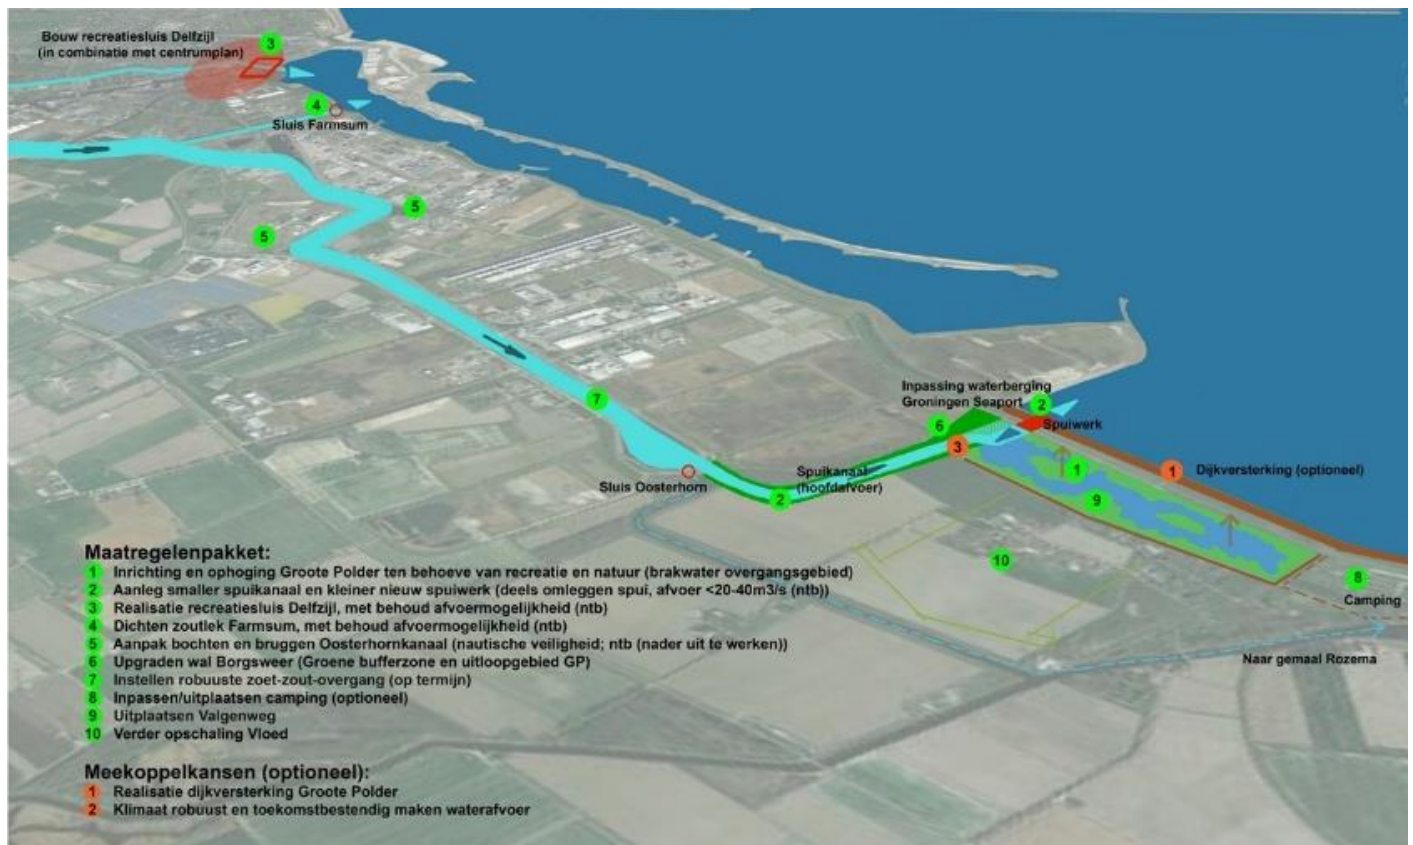 Bouw recreatiesluis Delfzijl
(in combinatie met centrumplan)
3
4
Sluis Farmsum
5
5
7
Inpassing waterberging
Groningen Seaport
2
6
Spuiwerk
3
Spuikanaal
(hoofdafvoer)
1
1
Dijkversterking (optioneel)
Sluis Oosterhorn
2
9
10
8
Camping
Naar gemaal Rozema
Maatregelenpakket:
1 Inrichting en ophoging Groote Polder ten behoeve van recreatie en natuur (brakwater overgangsgebied)
2 Aanleg smaller spuikanaal en kleiner nieuw spuiwerk (deels omleggen spui, afvoer <20-40m3/s (ntb))
3 Realisatie recreatiesluis Delfzijl, met behoud afvoermogelijkheid (ntb)
4 Dichten zoutlek Farmsum, met behoud afvoermogelijkheid (ntb)
5 Aanpak bochten en bruggen Oosterhornkanaal (nautische veiligheid; ntb (nader uit te werken))
6 Upgraden wal Borgsweer (Groene bufferzone en uitloopgebied GP)
7 Instellen robuuste zoet-zout-overgang (op termijn)
8 Inpassen/uitplaatsen camping (optioneel)
9 Uitplaatsen Valgenweg
10 Verder opschaling Vloed
Meekoppelkansen (optioneel):
1 Realisatie dijkversterking Groote Polder
2 Klimaat robuust en toekomstbestendig maken waterafvoer